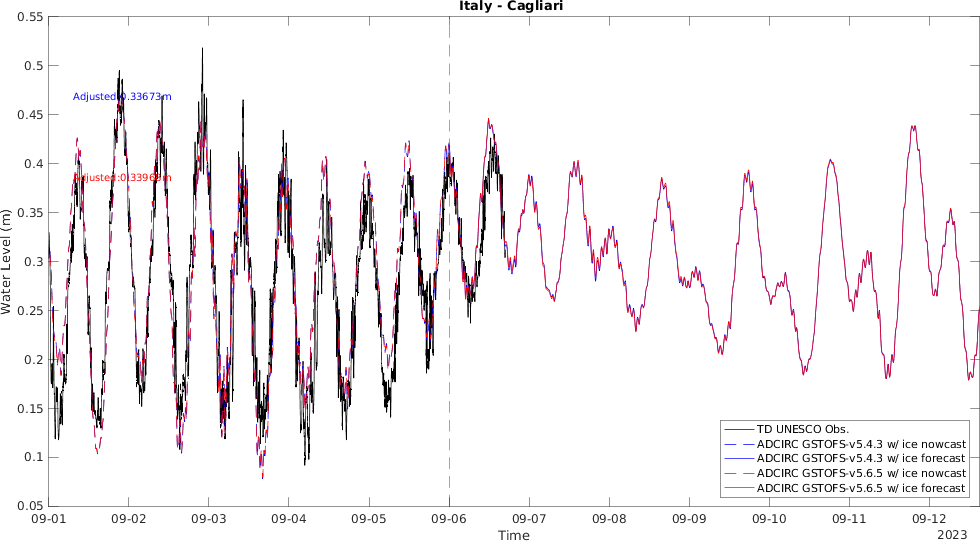 Italy - Cagliari
0.55
0.5
0.45
0.4
0.35
0.3
0.25
0.2
0.15
0.1
0.05
Water Level (m)
Adjusted:0.33673m
Adjusted:0.33969m
TD UNESCO Obs.
ADCIRC GSTOFS-v5.4.3 w/ ice nowcast
ADCIRC GSTOFS-v5.4.3 w/ ice forecast
ADCIRC GSTOFS-v5.6.5 w/ ice nowcast
ADCIRC GSTOFS-v5.6.5 w/ ice forecast
09-01 09-02 09-03 09-04 09-05 09-06 09-07 09-08 09-09 09-10 09-11 09-12
Time
2023